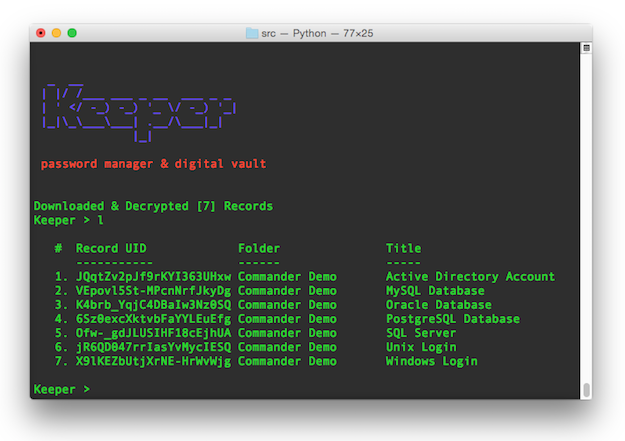 src — Python — 77×25
Keeper
password manager & digital vault
Downloaded & Decrypted [7] Records
Keeper > l
# Record UID Folder Title
----------- ------ -----
1. JQqtZv2pJf9rKYI363UHxw Commander Demo Active Directory Account
2. VEpovl5St-MPcnNrfJkyDg Commander Demo MySQL Database
3. K4brb_YqjC4DBaIw3Nz0SQ Commander Demo Oracle Database
4. 6Sz0excXktvbFaYYLEuEfg Commander Demo PostgreSQL Database
5. Ofw-_gdJLUSIHF18cEjhUA Commander Demo SQL Server
6. jR6QD047rrIasYvMycIESQ Commander Demo Unix Login
7. X9lKEZbUtjXrNE-HrWvWjg Commander Demo Windows Login
Keeper >